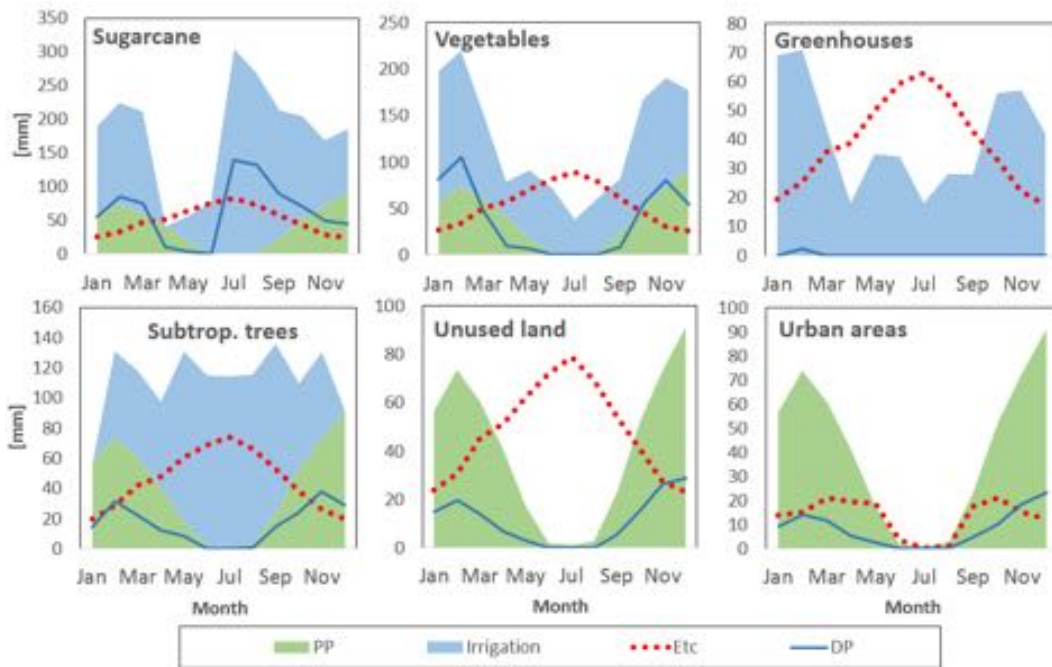 Sugarcane
[mm]
350
300
250
200
150
100
50
0
Jan Mar May Jul Sep Nov
Vegetables
250
200
150
100
50
0
Jan Mar May Jul Sep Nov
Greenhouses
80
70
60
50
40
30
20
10
0
Jan Mar May Jul Sep Nov
Subtrop. trees
[mm]
160
140
120
100
80
60
40
20
0
Jan Mar May Jul Sep Nov
Month
Unused land
100
80
60
40
20
0
Jan Mar May Jul Sep Nov
Month
Urban areas
100
90
80
70
60
50
40
30
20
10
0
Jan Mar May Jul Sep Nov
Month
PP Irrigation Etc DP